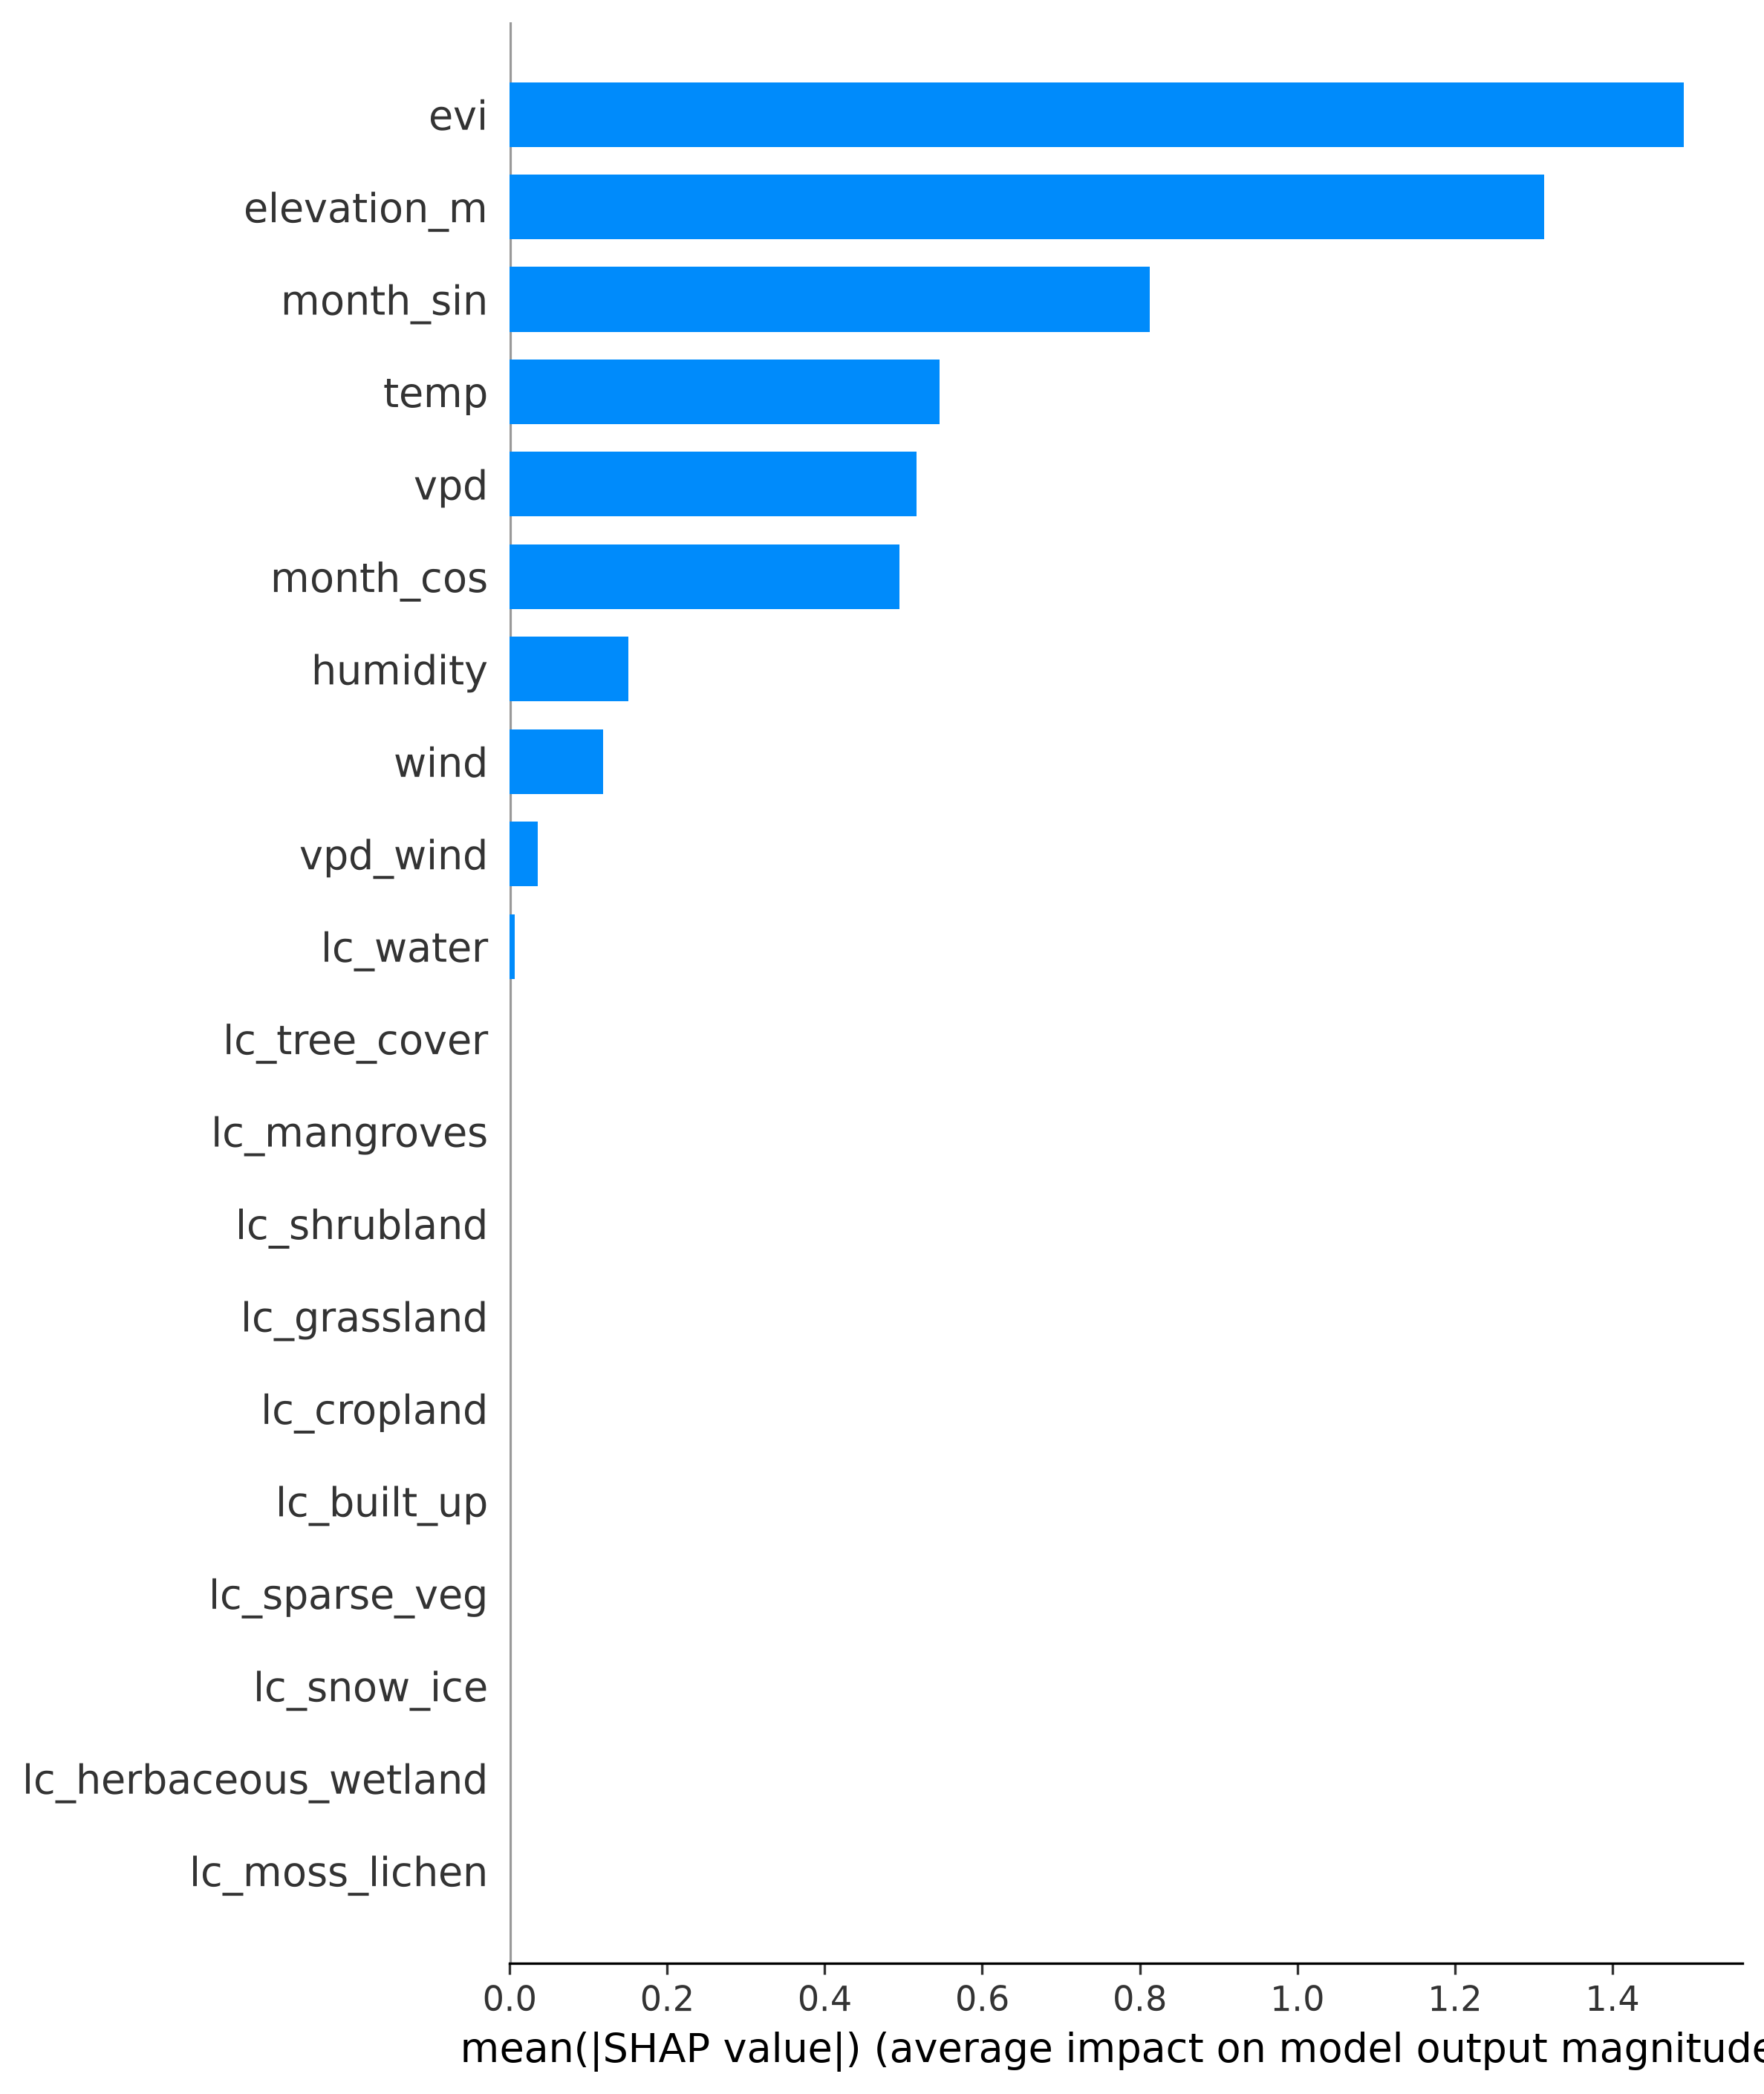 evi
elevation_m
month_sin
temp
vpd
month_cos
humidity
wind
vpd_wind
lc_water
lc_tree_cover
lc_mangroves
lc_shrubland
lc_grassland
lc_cropland
lc_built_up
lc_sparse_veg
lc_snow_ice
lc_herbaceous_wetland
lc_moss_lichen
0.0 0.2 0.4 0.6 0.8 1.0 1.2 1.4
mean(|SHAP value|) (average impact on model output magnitude